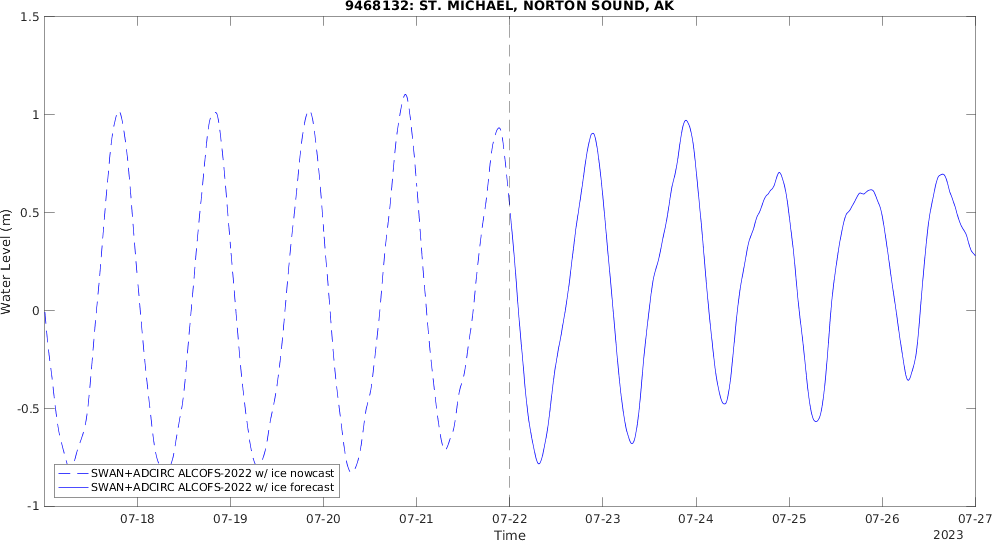 9468132: ST. MICHAEL, NORTON SOUND, AK
1.5
1
0.5
0
-0.5
-1
Water Level (m)
SWAN+ADCIRC ALCOFS-2022 w/ ice nowcast
SWAN+ADCIRC ALCOFS-2022 w/ ice forecast
07-18 07-19 07-20 07-21 07-22 07-23 07-24 07-25 07-26 07-27
Time
2023